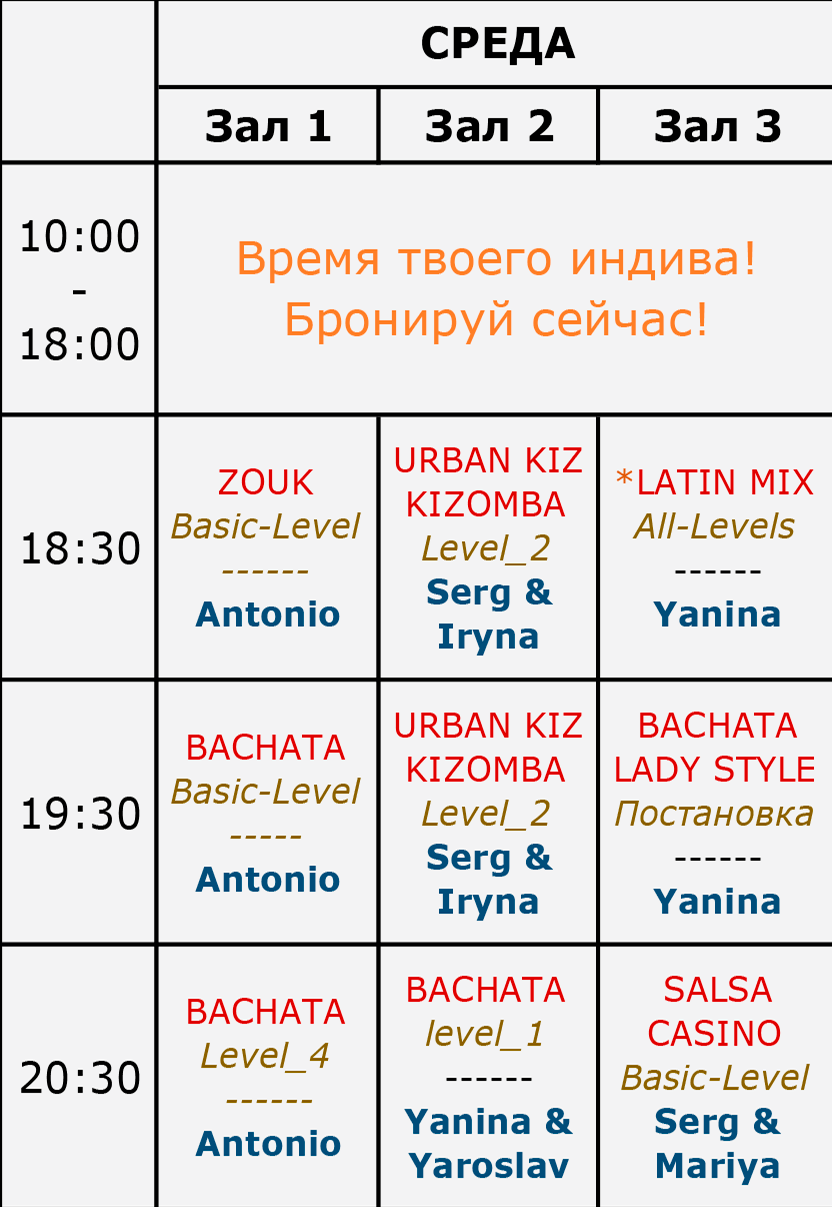 СРЕДА
Зал 1
Зал 2
Зал 3
10:00
-
18:00
Время твоего индива!
Бронируй сейчас!
18:30
ZOUK
Basic-Level
------
Antonio
URBAN KIZ
KIZOMBA
Level_2
Serg &
Iryna
*LATIN MIX
All-Levels
------
Yanina
19:30
BACHATA
Basic-Level
-----
Antonio
URBAN KIZ
KIZOMBA
Level_2
Serg &
Iryna
BACHATA
LADY STYLE
Постановка
------
Yanina
20:30
BACHATA
Level_4
------
Antonio
BACHATA
level_1
------
Yanina &
Yaroslav
SALSA
CASINO
Basic-Level
Serg &
Mariya